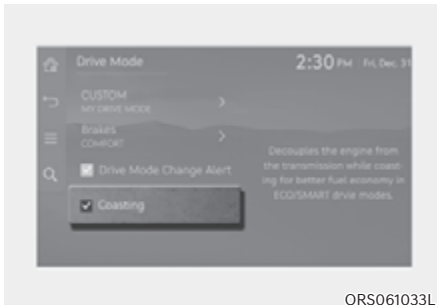 Drive Mode
2:30 PM Fri, Dec. 31
CUSTOM
MY DRIVE MODE
Brakes
COMFORT
Drive Mode Change Alert
Coasting
Decouples the engine from
the transmission while coast-
ing for better fuel economy in
ECO/SMART drvie modes.
ORS061033L